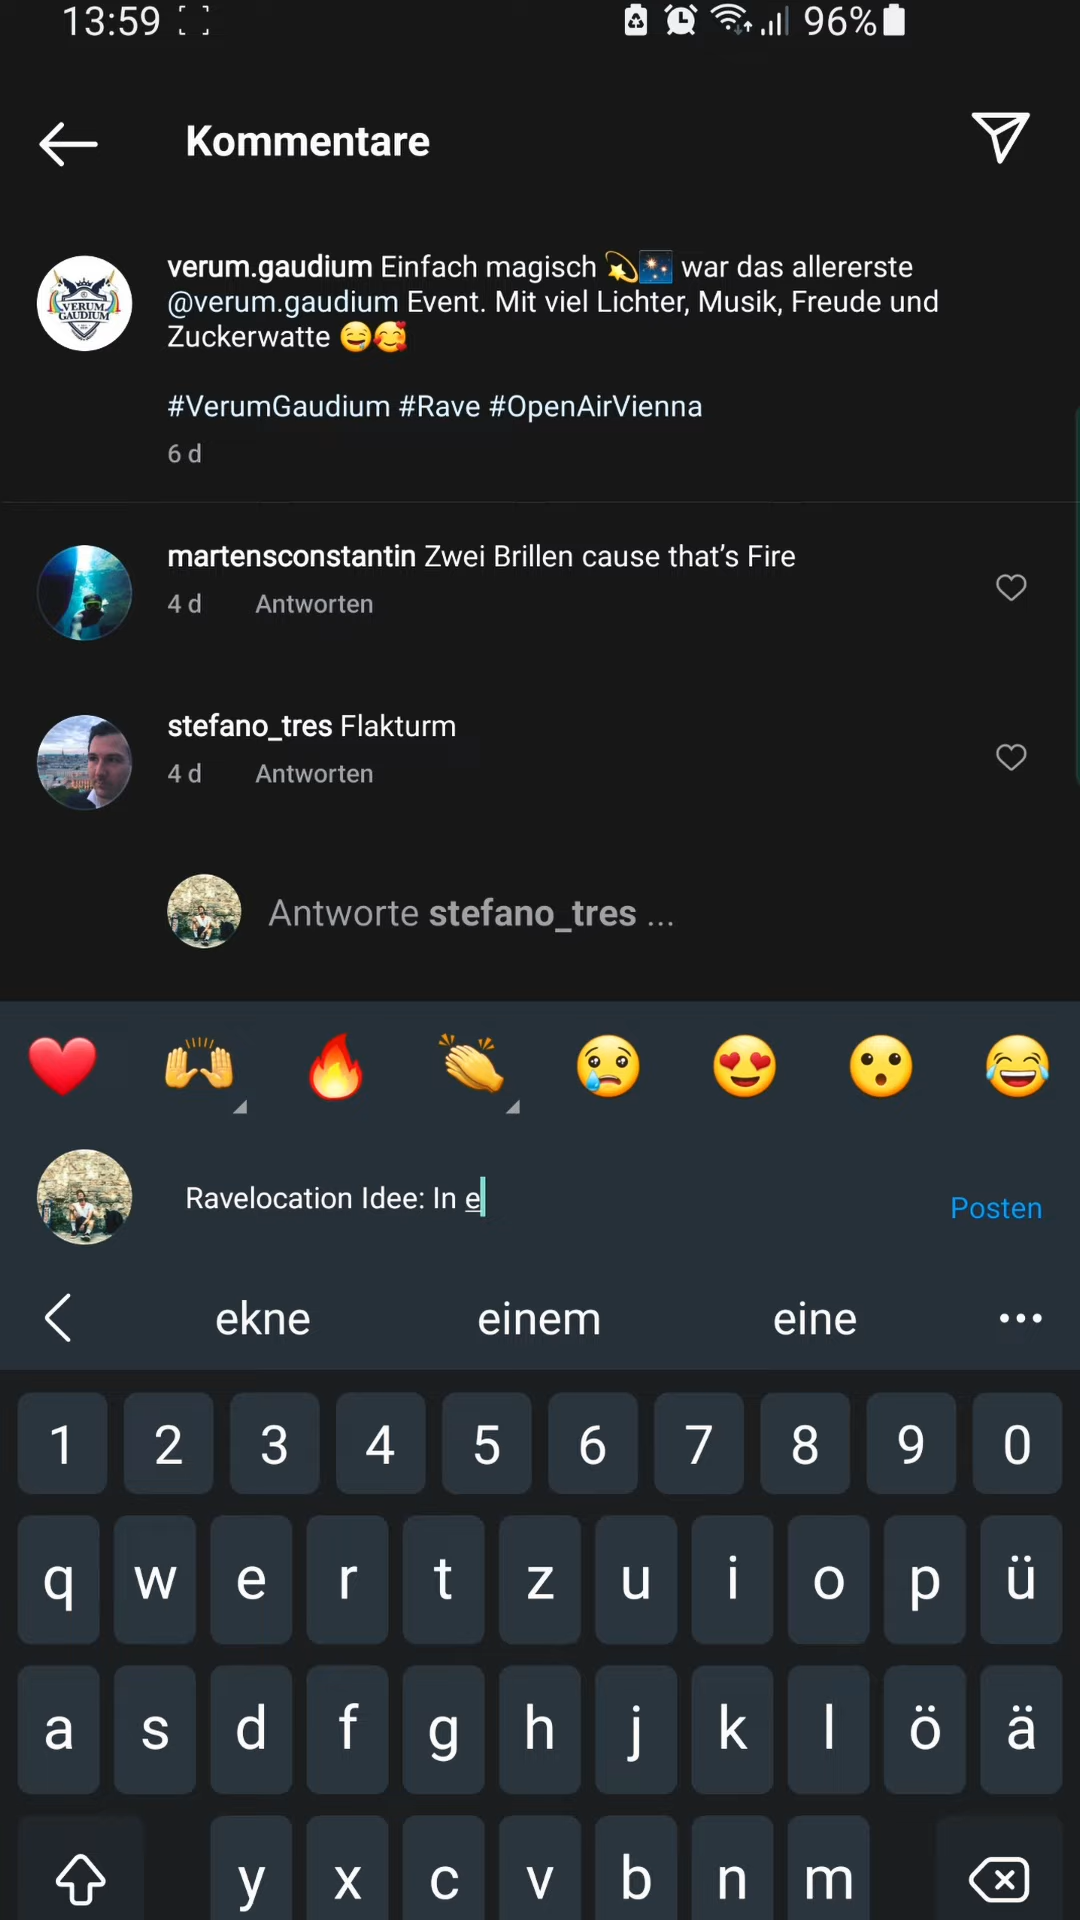 13:59
96%
Kommentare
VERUM GAUDIUM
verum.gaudium Einfach magisch 💫🎇 war das allererste
@verum.gaudium Event. Mit viel Lichter, Musik, Freude und
Zuckerwatte 🤤🥰
#VerumGaudium #Rave #OpenAirVienna
6 d
martensconstantin Zwei Brillen cause that’s Fire
4 d Antworten
stefano_tres Flakturm
4 d Antworten
Antworte stefano_tres ...
Ravelocation Idee: In e
Posten
ekne einem eine
1 2 3 4 5 6 7 8 9 0
q w e r t z u i o p ü
a s d f g h j k l ö ä
y x c v b n m